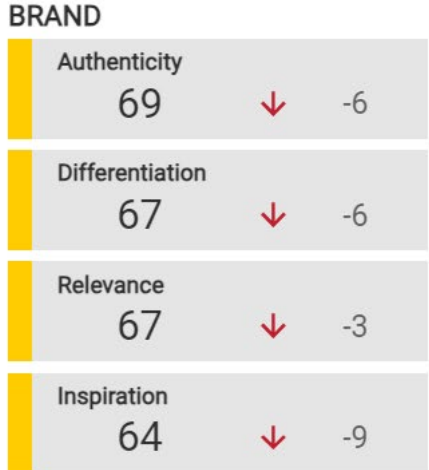 BRAND
Authenticity
69 ↓ -6
Differentiation
67 ↓ -6
Relevance
67 ↓ -3
Inspiration
64 ↓ -9